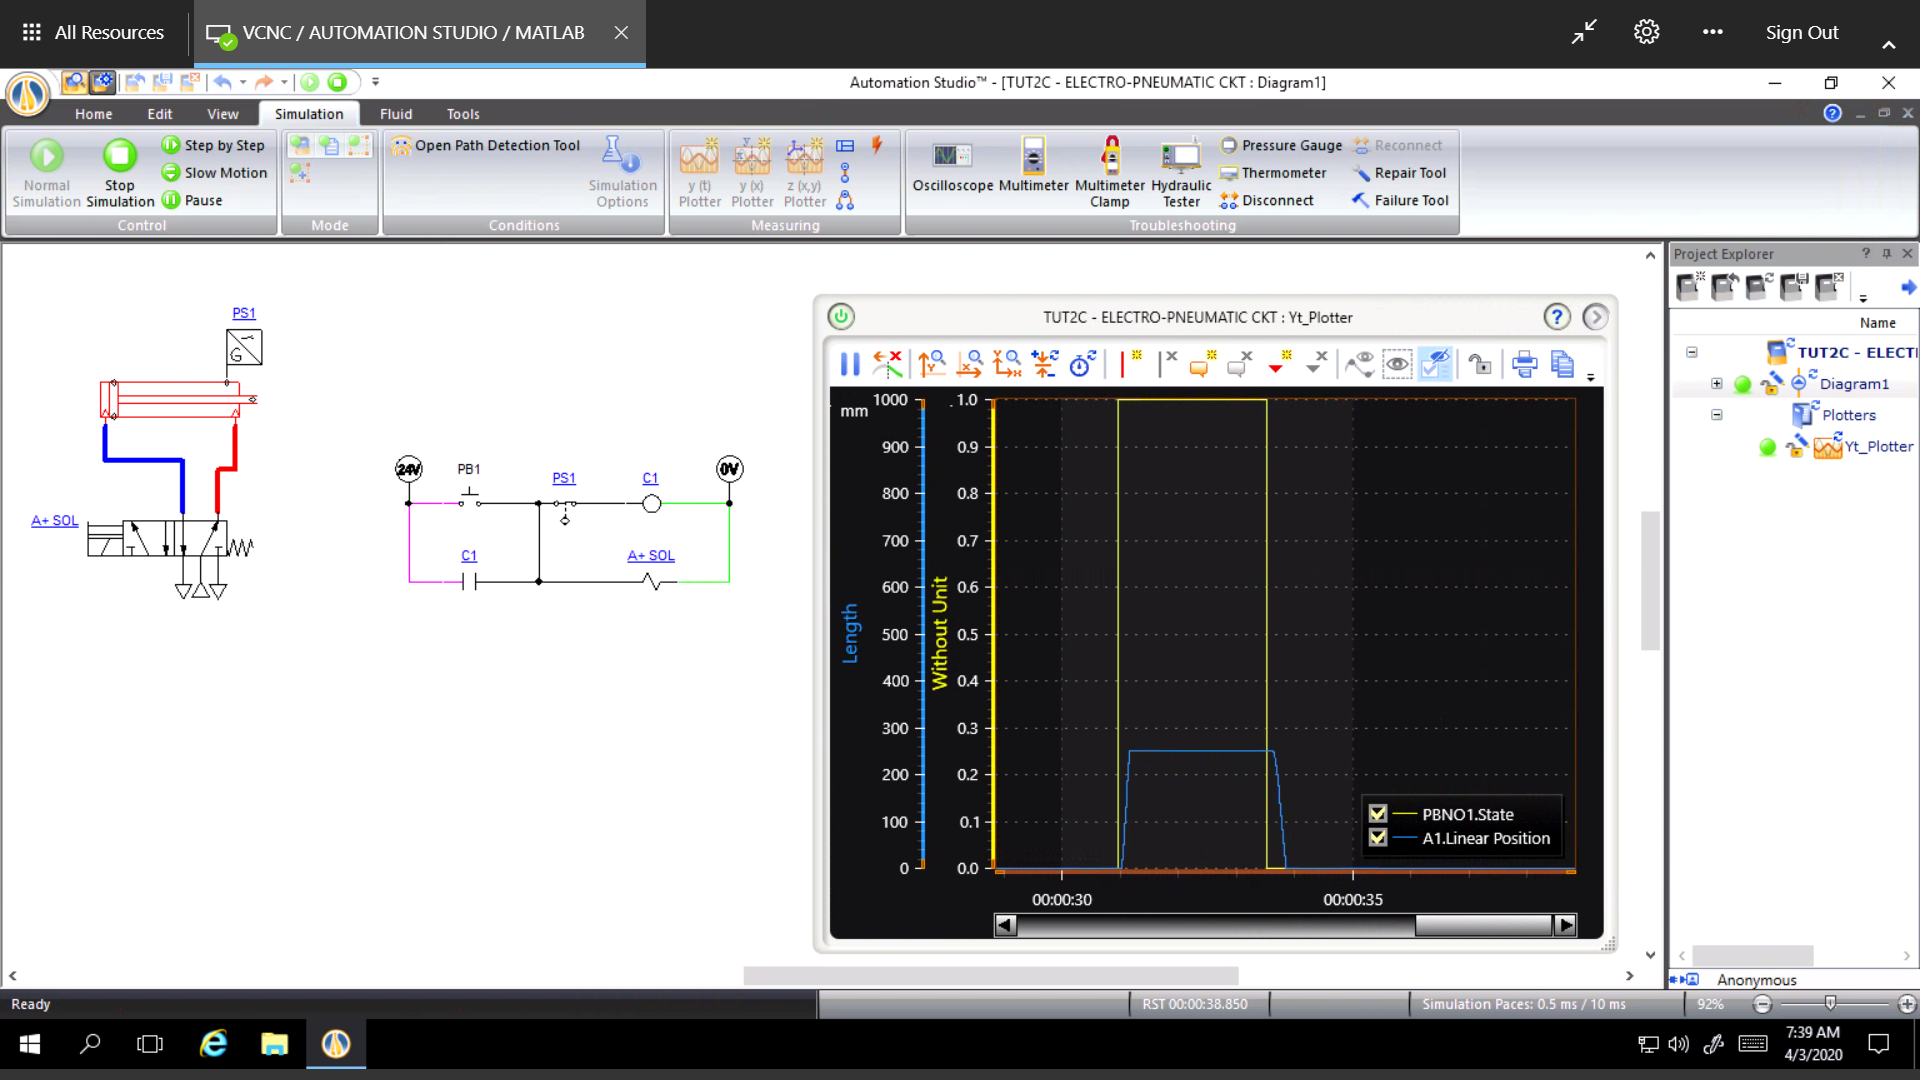 All Resources
VCNC / AUTOMATION STUDIO / MATLAB
Sign Out
Automation Studio™ - [TUT2C - ELECTRO-PNEUMATIC CKT : Diagram1]
Home Edit View Simulation Fluid Tools
Normal Simulation
Stop Simulation
Step by Step
Slow Motion
Pause
Control
Mode
Open Path Detection Tool
Simulation Options
Conditions
y (t) Plotter
y (x) Plotter
z (x,y) Plotter
Measuring
Oscilloscope
Multimeter
Multimeter Clamp
Hydraulic Tester
Pressure Gauge
Thermometer
Disconnect
Reconnect
Repair Tool
Failure Tool
Troubleshooting
PS1
G
A+ SOL
24V
PB1
PS1
C1
0V
C1
A+ SOL
TUT2C - ELECTRO-PNEUMATIC CKT : Yt_Plotter
mm
Length
1000
900
800
700
600
500
400
300
200
100
0
Without Unit
1.0
0.9
0.8
0.7
0.6
0.5
0.4
0.3
0.2
0.1
0.0
PBNO1.State
A1.Linear Position
00:00:30
00:00:35
Project Explorer
Name
TUT2C - ELECTI
Diagram1
Plotters
Yt_Plotter
Anonymous
Ready
RST 00:00:38.850
Simulation Paces: 0.5 ms / 10 ms
92%
7:39 AM
4/3/2020